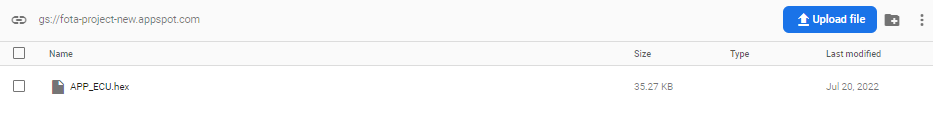 gs://fota-project-new.appspot.com Upload file
Name Size Type Last modified
APP_ECU.hex 35.27 KB Jul 20, 2022